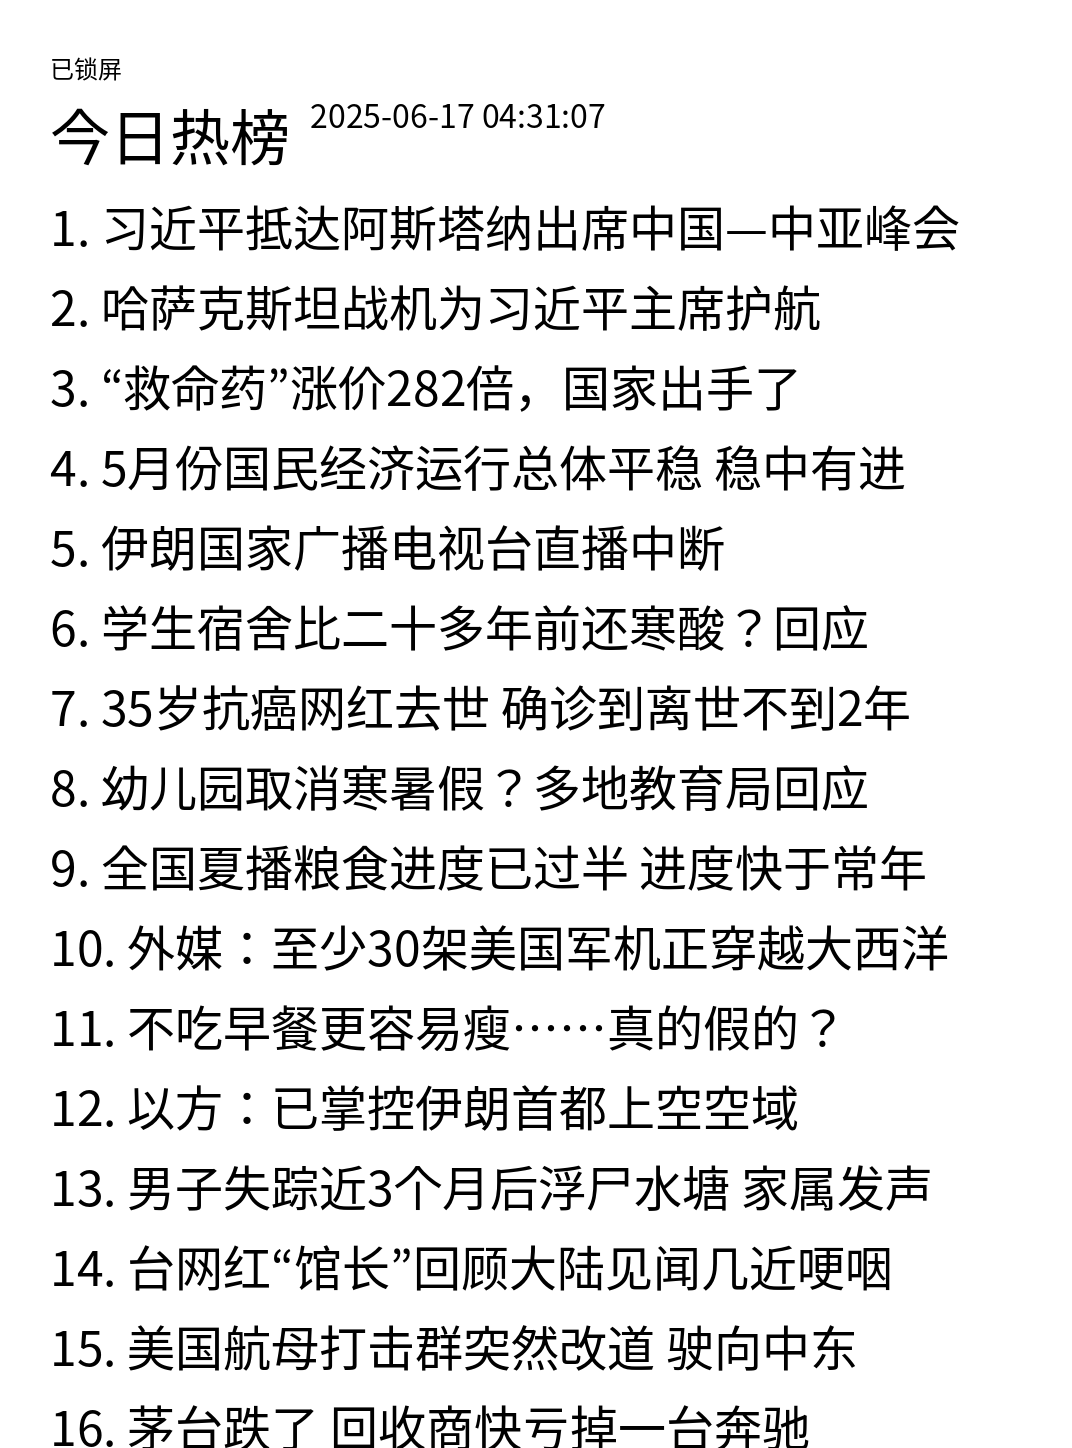 已锁屏
今日热榜 2025-06-17 04:31:07
1. 习近平抵达阿斯塔纳出席中国—中亚峰会
2. 哈萨克斯坦战机为习近平主席护航
3. “救命药”涨价282倍，国家出手了
4. 5月份国民经济运行总体平稳 稳中有进
5. 伊朗国家广播电视台直播中断
6. 学生宿舍比二十多年前还寒酸？回应
7. 35岁抗癌网红去世 确诊到离世不到2年
8. 幼儿园取消寒暑假？多地教育局回应
9. 全国夏播粮食进度已过半 进度快于常年
10. 外媒：至少30架美国军机正穿越大西洋
11. 不吃早餐更容易瘦……真的假的？
12. 以方：已掌控伊朗首都上空空域
13. 男子失踪近3个月后浮尸水塘 家属发声
14. 台网红“馆长”回顾大陆见闻几近哽咽
15. 美国航母打击群突然改道 驶向中东
16. 茅台跌了 回收商快亏掉一台奔驰